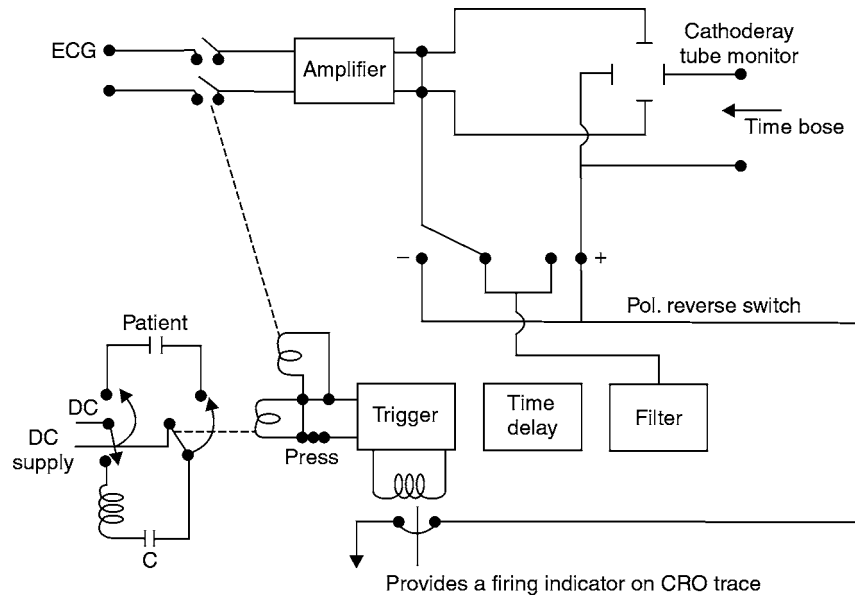 ECG
Amplifier
Cathoderay
tube monitor
Time bose
–
+
Pol. reverse switch
Patient
DC
DC
supply
C
Press
Trigger
Time
delay
Filter
Provides a firing indicator on CRO trace